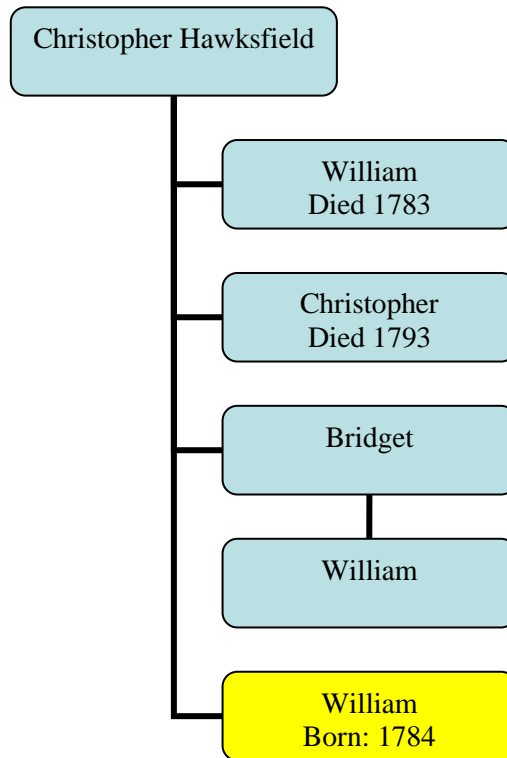 Christopher Hawksfield
William
Died 1783
Christopher
Died 1793
Bridget
William
William
Born: 1784